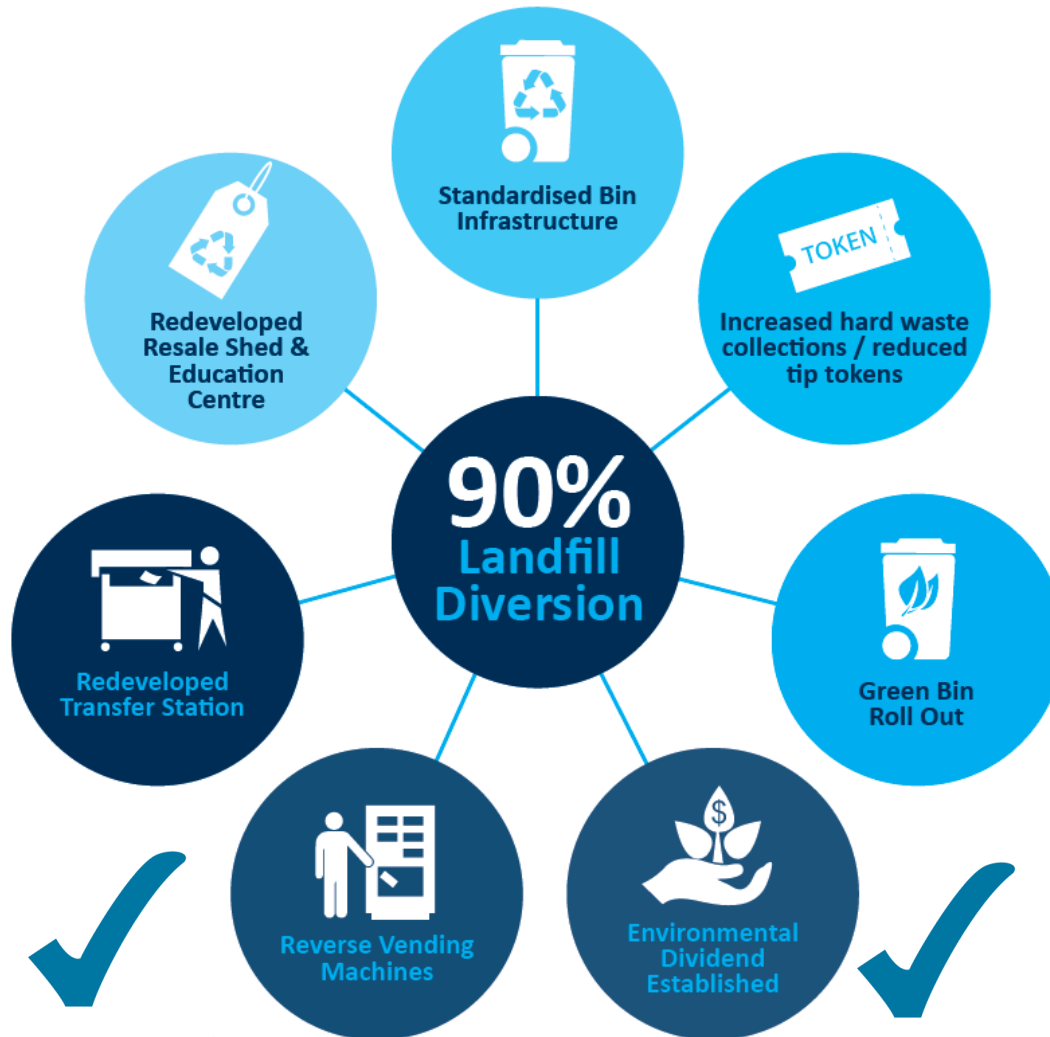 Standardised Bin
Infrastructure
TOKEN
Increased hard waste
collections / reduced
tip tokens
Green Bin
Roll Out
$
Environmental
Dividend
Established
Reverse Vending
Machines
Redeveloped
Transfer Station
Redeveloped
Resale Shed &
Education
Centre
90%
Landfill
Diversion